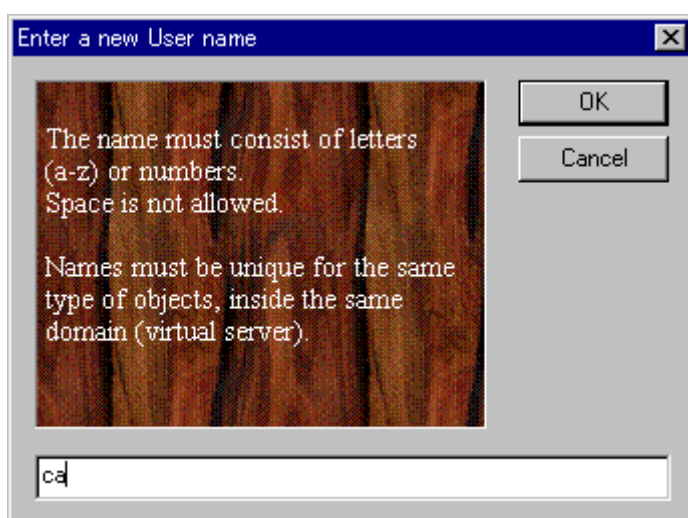 Enter a new User name
OK
Cancel
The name must consist of letters
(a-z) or numbers.
Space is not allowed.
Names must be unique for the same
type of objects, inside the same
domain (virtual server).
ca